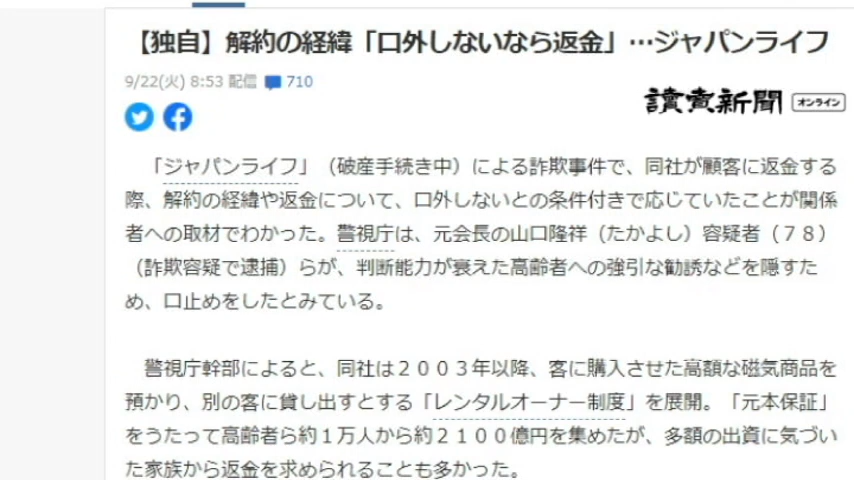 【独自】解約の経緯「口外しないなら返金」…ジャパンライフ
9/22(火) 8:53 配信 710
讀賣新聞 オンライン
「ジャパンライフ」（破産手続き中）による詐欺事件で、同社が顧客に返金する
際、解約の経緯や返金について、口外しないとの条件付きで応じていたことが関係
者への取材でわかった。警視庁は、元会長の山口隆祥（たかよし）容疑者（７８）
（詐欺容疑で逮捕）らが、判断能力が衰えた高齢者への強引な勧誘などを隠すた
め、口止めをしたとみている。
警視庁幹部によると、同社は２００３年以降、客に購入させた高額な磁気商品を
預かり、別の客に貸し出すとする「レンタルオーナー制度」を展開。「元本保証」
をうたって高齢者ら約１万人から約２１００億円を集めたが、多額の出資に気づい
た家族から返金を求められることも多かった。